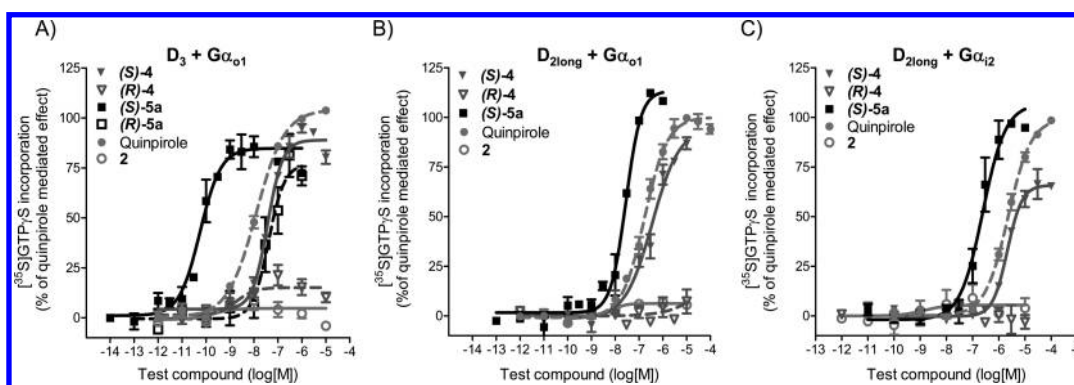 A)
D₃ + Gα₀₁
(S)-4
(R)-4
(S)-5a
(R)-5a
Quinpirole
2
[³⁵S]GTPγS incorporation
(% of quinpirole mediated effect)
125
100
75
50
25
0
-14 -13 -12 -11 -10 -9 -8 -7 -6 -5 -4
Test compound (log[M])
B)
D₂long + Gα₀₁
(S)-4
(R)-4
(S)-5a
Quinpirole
2
[³⁵S]GTPγS incorporation
(%of quinpirole mediated effect)
125
100
75
50
25
0
-13 -12 -11 -10 -9 -8 -7 -6 -5 -4
Test compound (log[M])
C)
D₂long + Gαᵢ₂
(S)-4
(R)-4
(S)-5a
Quinpirole
2
[³⁵S]GTPγS incorporation
(% of quinpirole mediated effect)
125
100
75
50
25
0
-13 -12 -11 -10 -9 -8 -7 -6 -5 -4 -3
Test compound (log[M])